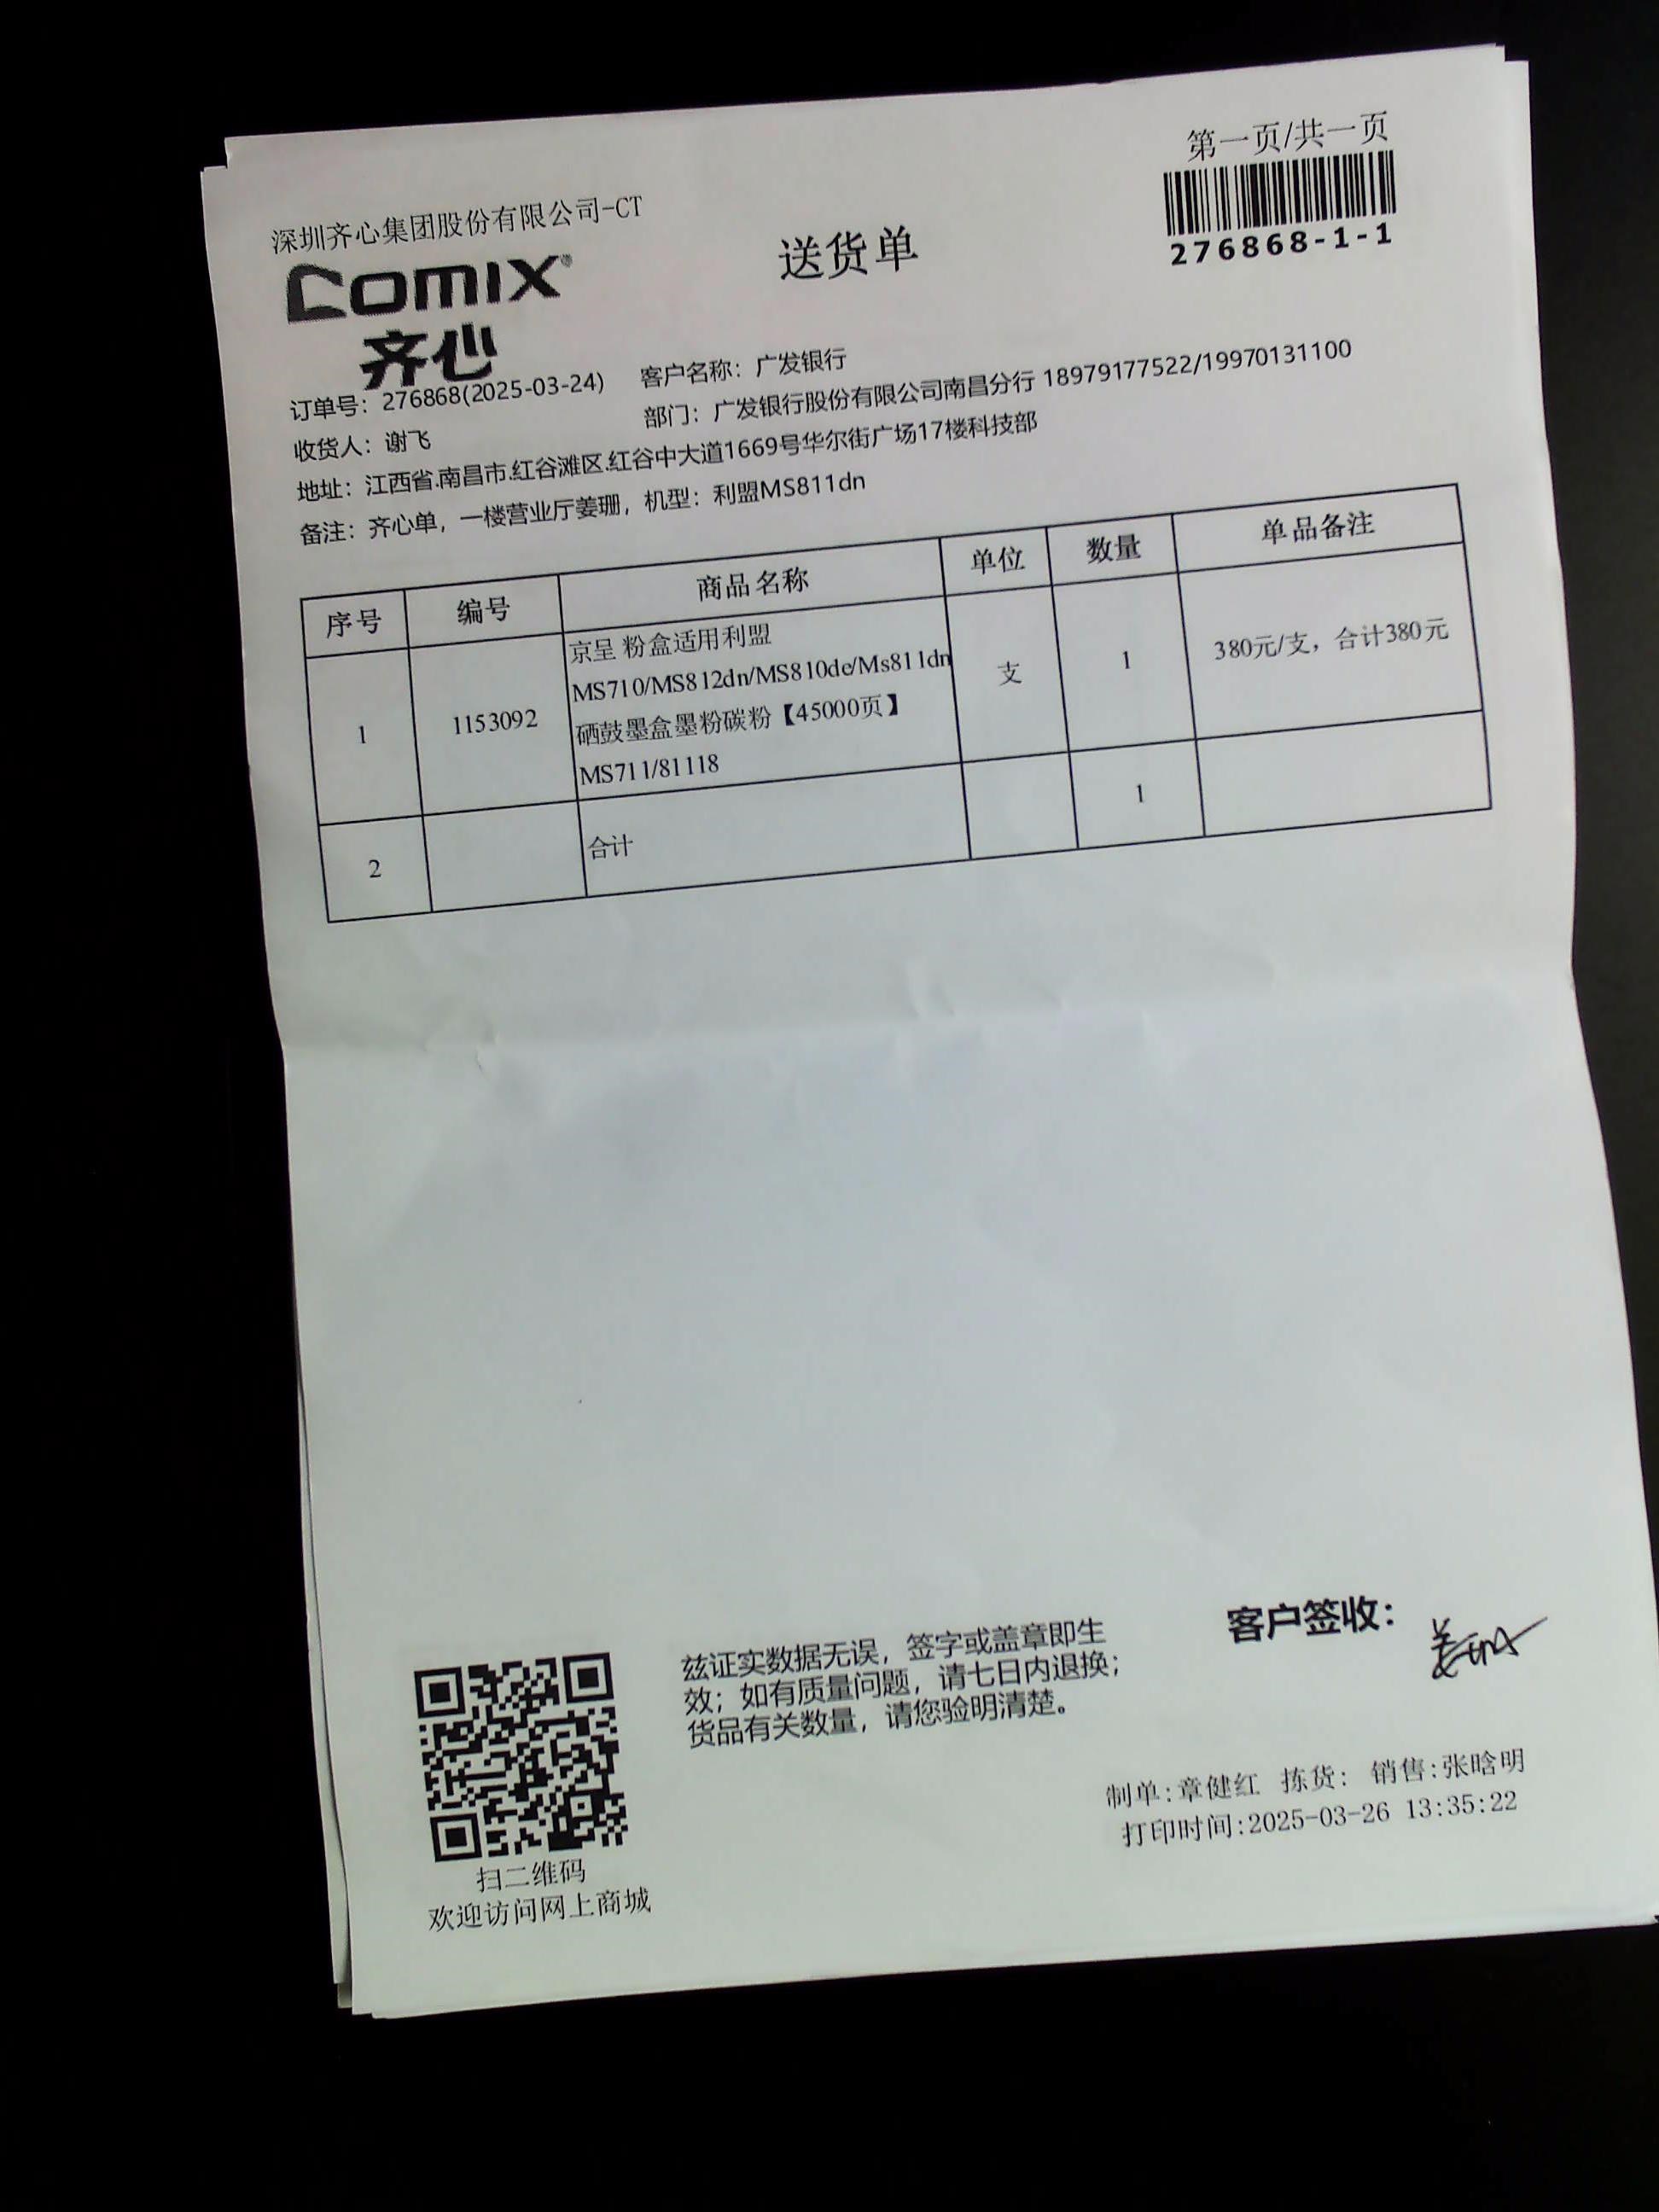 第一页/共一页
深圳齐心集团股份有限公司-CT
COMIX®
齐心
送货单
276868-1-1
订单号：276868(2025-03-24) 客户名称：广发银行
收货人：谢飞 部门：广发银行股份有限公司南昌分行 18979177522/19970131100
地址：江西省.南昌市.红谷滩区.红谷中大道1669号华尔街广场17楼科技部
备注：齐心单，一楼营业厅姜珊，机型：利盟MS811dn
序号 编号 商品名称 单位 数量 单品备注
1 1153092 京呈 粉盒适用利盟
MS710/MS812dn/MS810de/Ms811dn
硒鼓墨盒墨粉碳粉【45000页】
MS711/81118 支 1 380元/支，合计380元
2 合计 1
客户签收：
姜珊
兹证实数据无误，签字或盖章即生
效；如有质量问题，请七日内退换；
货品有关数量，请您验明清楚。
制单:章健红 拣货: 销售:张晗明
打印时间:2025-03-26 13:35:22
扫二维码
欢迎访问网上商城